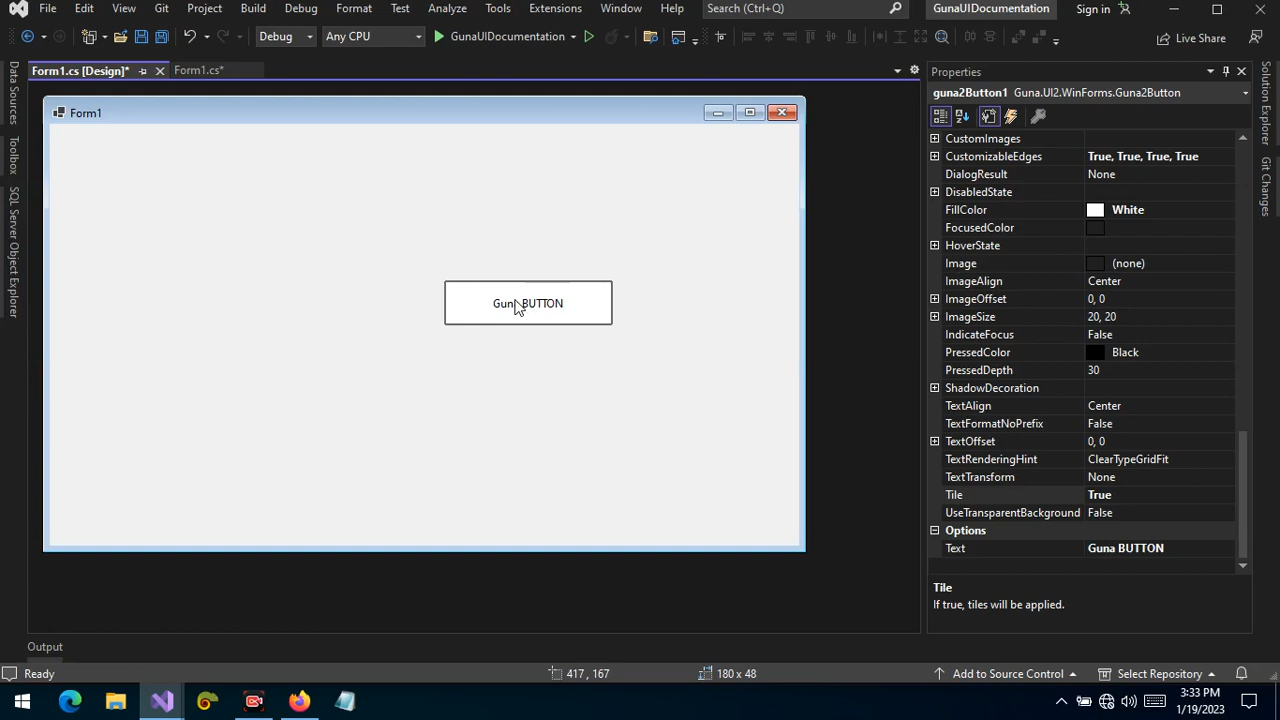 File Edit View Git Project Build Debug Format Test Analyze Tools Extensions Window Help Search (Ctrl+Q) GunaUIDocumentation Sign in
Debug Any CPU GunaUIDocumentation Live Share
Form1.cs [Design]* Form1.cs* Properties
Data Sources
Toolbox
SQL Server Object Explorer
Form1
Guna BUTTON
guna2Button1 Guna.UI2.WinForms.Guna2Button
CustomImages
CustomizableEdges True, True, True, True
DialogResult None
DisabledState
FillColor White
FocusedColor
HoverState
Image (none)
ImageAlign Center
ImageOffset 0, 0
ImageSize 20, 20
IndicateFocus False
PressedColor Black
PressedDepth 30
ShadowDecoration
TextAlign Center
TextFormatNoPrefix False
TextOffset 0, 0
TextRenderingHint ClearTypeGridFit
TextTransform None
Tile True
UseTransparentBackground False
Options
Text Guna BUTTON
Tile
If true, tiles will be applied.
Solution Explorer
Git Changes
Output
Ready 417, 167 180 x 48 Add to Source Control Select Repository
3:33 PM
1/19/2023